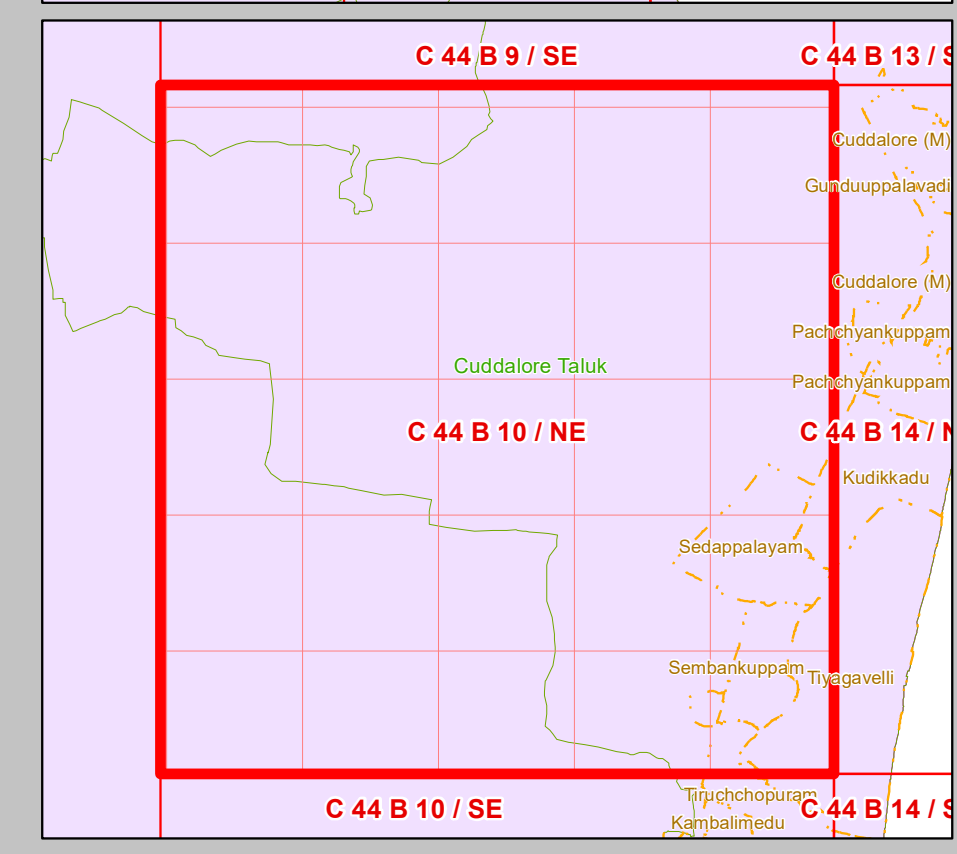 C 44 B 9 / SE
C 44 B 13 / S
Cuddalore (M)
Gunduuppalavadi
Cuddalore (M)
Pachchyankuppam
Cuddalore Taluk
Pachchyankuppam
C 44 B 10 / NE
C 44 B 14 / N
Kudikkadu
Sedappalayam
Sembankuppam
Tiyagavelli
Tiruchchopuram
C 44 B 10 / SE
C 44 B 14 / S
Kambalimedu